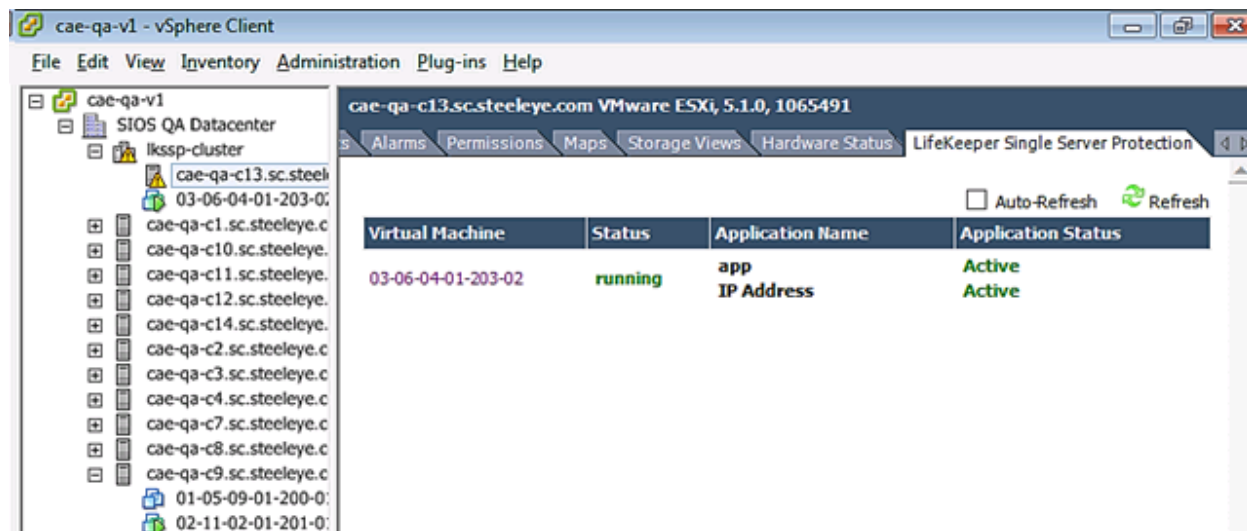 cae-qa-v1 - vSphere Client
File Edit View Inventory Administration Plug-ins Help
cae-qa-v1
SIOS QA Datacenter
lkssp-cluster
cae-qa-c13.sc.steel
03-06-04-01-203-02
cae-qa-c1.sc.steeleye.c
cae-qa-c10.sc.steeleye.
cae-qa-c11.sc.steeleye.
cae-qa-c12.sc.steeleye.
cae-qa-c14.sc.steeleye.
cae-qa-c2.sc.steeleye.c
cae-qa-c3.sc.steeleye.c
cae-qa-c4.sc.steeleye.c
cae-qa-c7.sc.steeleye.c
cae-qa-c8.sc.steeleye.c
cae-qa-c9.sc.steeleye.c
01-05-09-01-200-0
02-11-02-01-201-0
cae-qa-c13.sc.steeleye.com VMware ESXi, 5.1.0, 1065491
s Alarms Permissions Maps Storage Views Hardware Status LifeKeeper Single Server Protection
Auto-Refresh Refresh
Virtual Machine Status Application Name Application Status
03-06-04-01-203-02 running app Active
IP Address Active